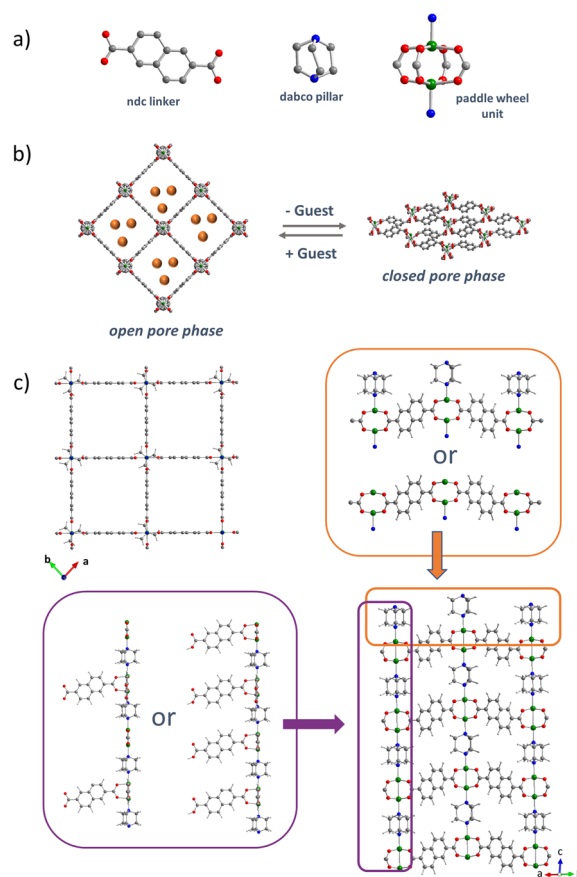 a)
ndc linker
dabco pillar
paddle wheel
unit
b)
- Guest
+ Guest
open pore phase
closed pore phase
c)
or
b
a
or
c
a